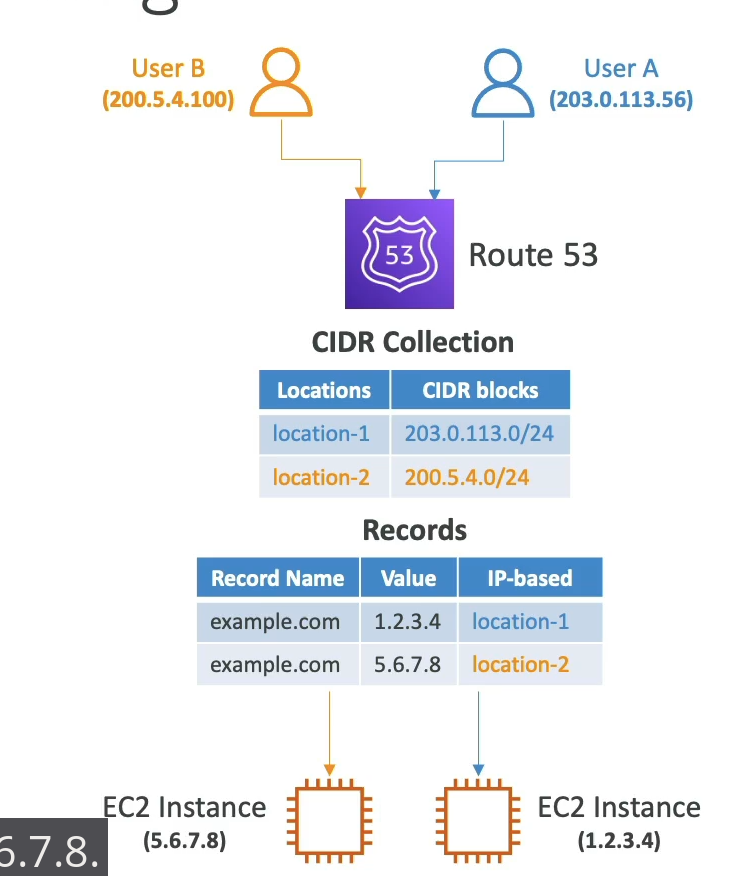 User B
(200.5.4.100)
User A
(203.0.113.56)
53
Route 53
CIDR Collection
Locations CIDR blocks
location-1 203.0.113.0/24
location-2 200.5.4.0/24
Records
Record Name Value IP-based
example.com 1.2.3.4 location-1
example.com 5.6.7.8 location-2
EC2 Instance
(5.6.7.8)
EC2 Instance
(1.2.3.4)
6.7.8.